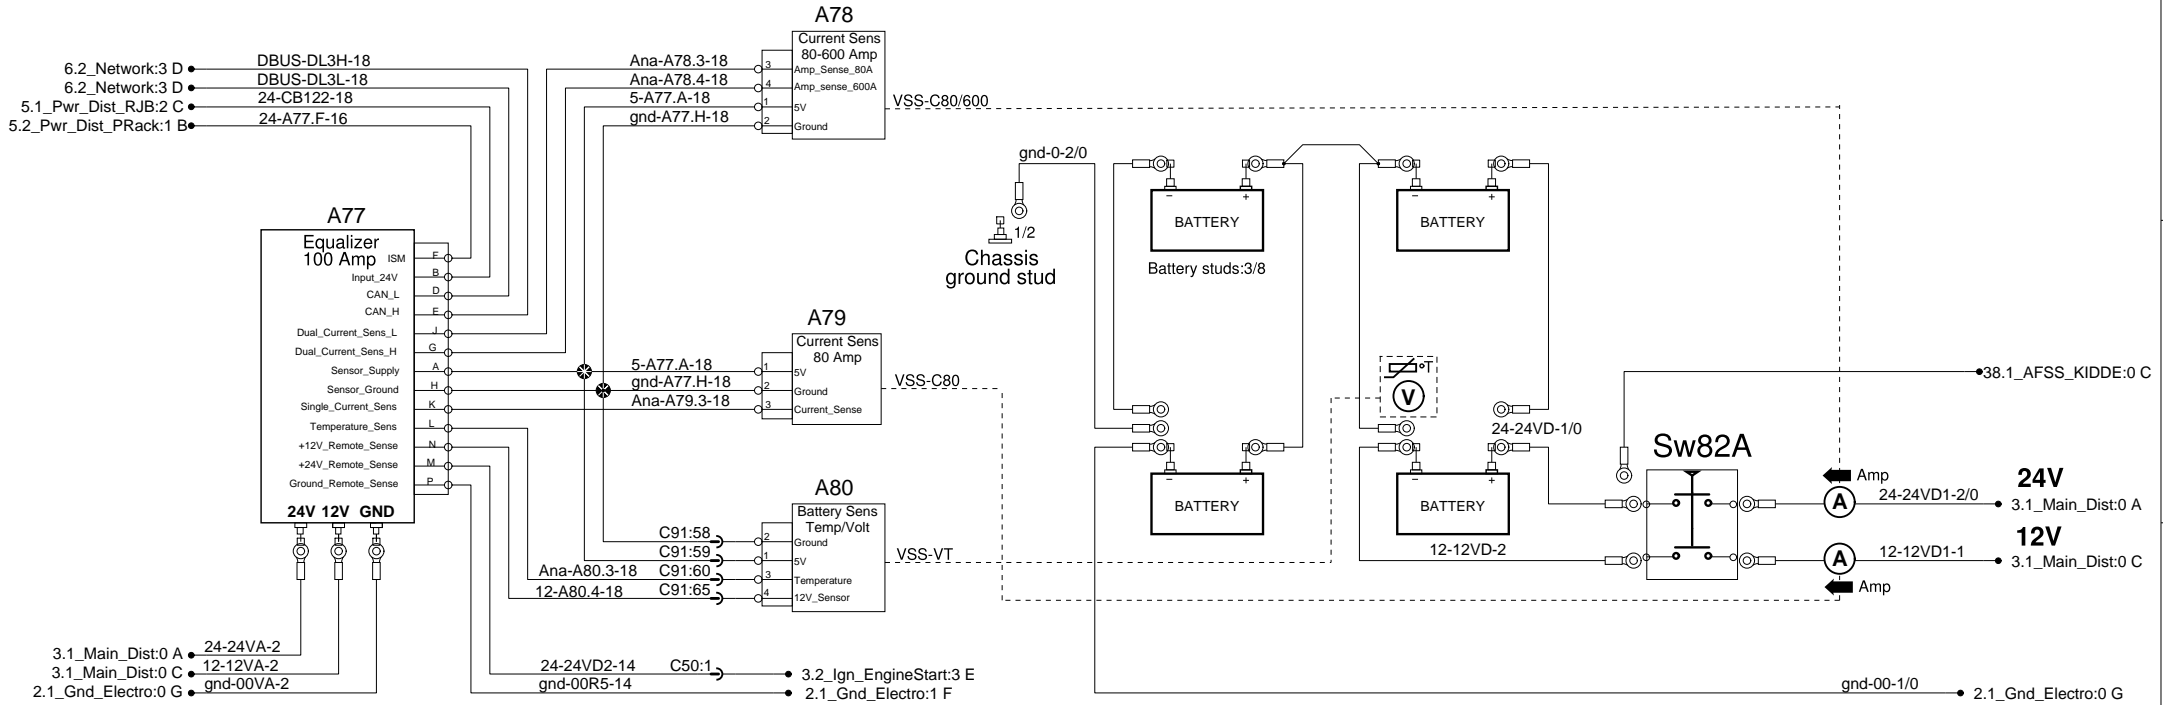 A78
Current Sens
80-600 Amp
3
Amp_Sense_80A
4
Amp_sense_600A
1
5V
2
Ground
VSS-C80/600
6.2_Network:3 D
DBUS-DL3H-18
6.2_Network:3 D
DBUS-DL3L-18
5.1_Pwr_Dist_RJB:2 C
24-CB122-18
5.2_Pwr_Dist_PRack:1 B
24-A77.F-16
Ana-A78.3-18
Ana-A78.4-18
5-A77.A-18
gnd-A77.H-18
A77
Equalizer
100 Amp
ISM F
Input_24V B
CAN_L D
CAN_H E
Dual_Current_Sens_L J
Dual_Current_Sens_H G
Sensor_Supply A
Sensor_Ground H
Single_Current_Sens K
Temperature_Sens L
+12V_Remote_Sense N
+24V_Remote_Sense M
Ground_Remote_Sense P
24V 12V GND
gnd-0-2/0
1/2
Chassis
ground stud
− +
BATTERY
Battery studs:3/8
− +
BATTERY
A79
Current Sens
80 Amp
1
5V
2
Ground
3
Current_Sense
5-A77.A-18
gnd-A77.H-18
Ana-A79.3-18
VSS-C80
°T
V
24-24VD-1/0
38.1_AFSS_KIDDE:0 C
− +
BATTERY
− +
BATTERY
Sw82A
Amp
24V
A
24-24VD1-2/0
3.1_Main_Dist:0 A
12V
12-12VD-2
A
12-12VD1-1
3.1_Main_Dist:0 C
Amp
A80
Battery Sens
Temp/Volt
2
Ground
1
5V
3
Temperature
4
12V_Sensor
C91:58
C91:59
Ana-A80.3-18 C91:60
12-A80.4-18 C91:65
VSS-VT
3.1_Main_Dist:0 A
24-24VA-2
3.1_Main_Dist:0 C
12-12VA-2
2.1_Gnd_Electro:0 G
gnd-00VA-2
24-24VD2-14 C50:1
3.2_Ign_EngineStart:3 E
gnd-00R5-14
2.1_Gnd_Electro:1 F
gnd-00-1/0
2.1_Gnd_Electro:0 G